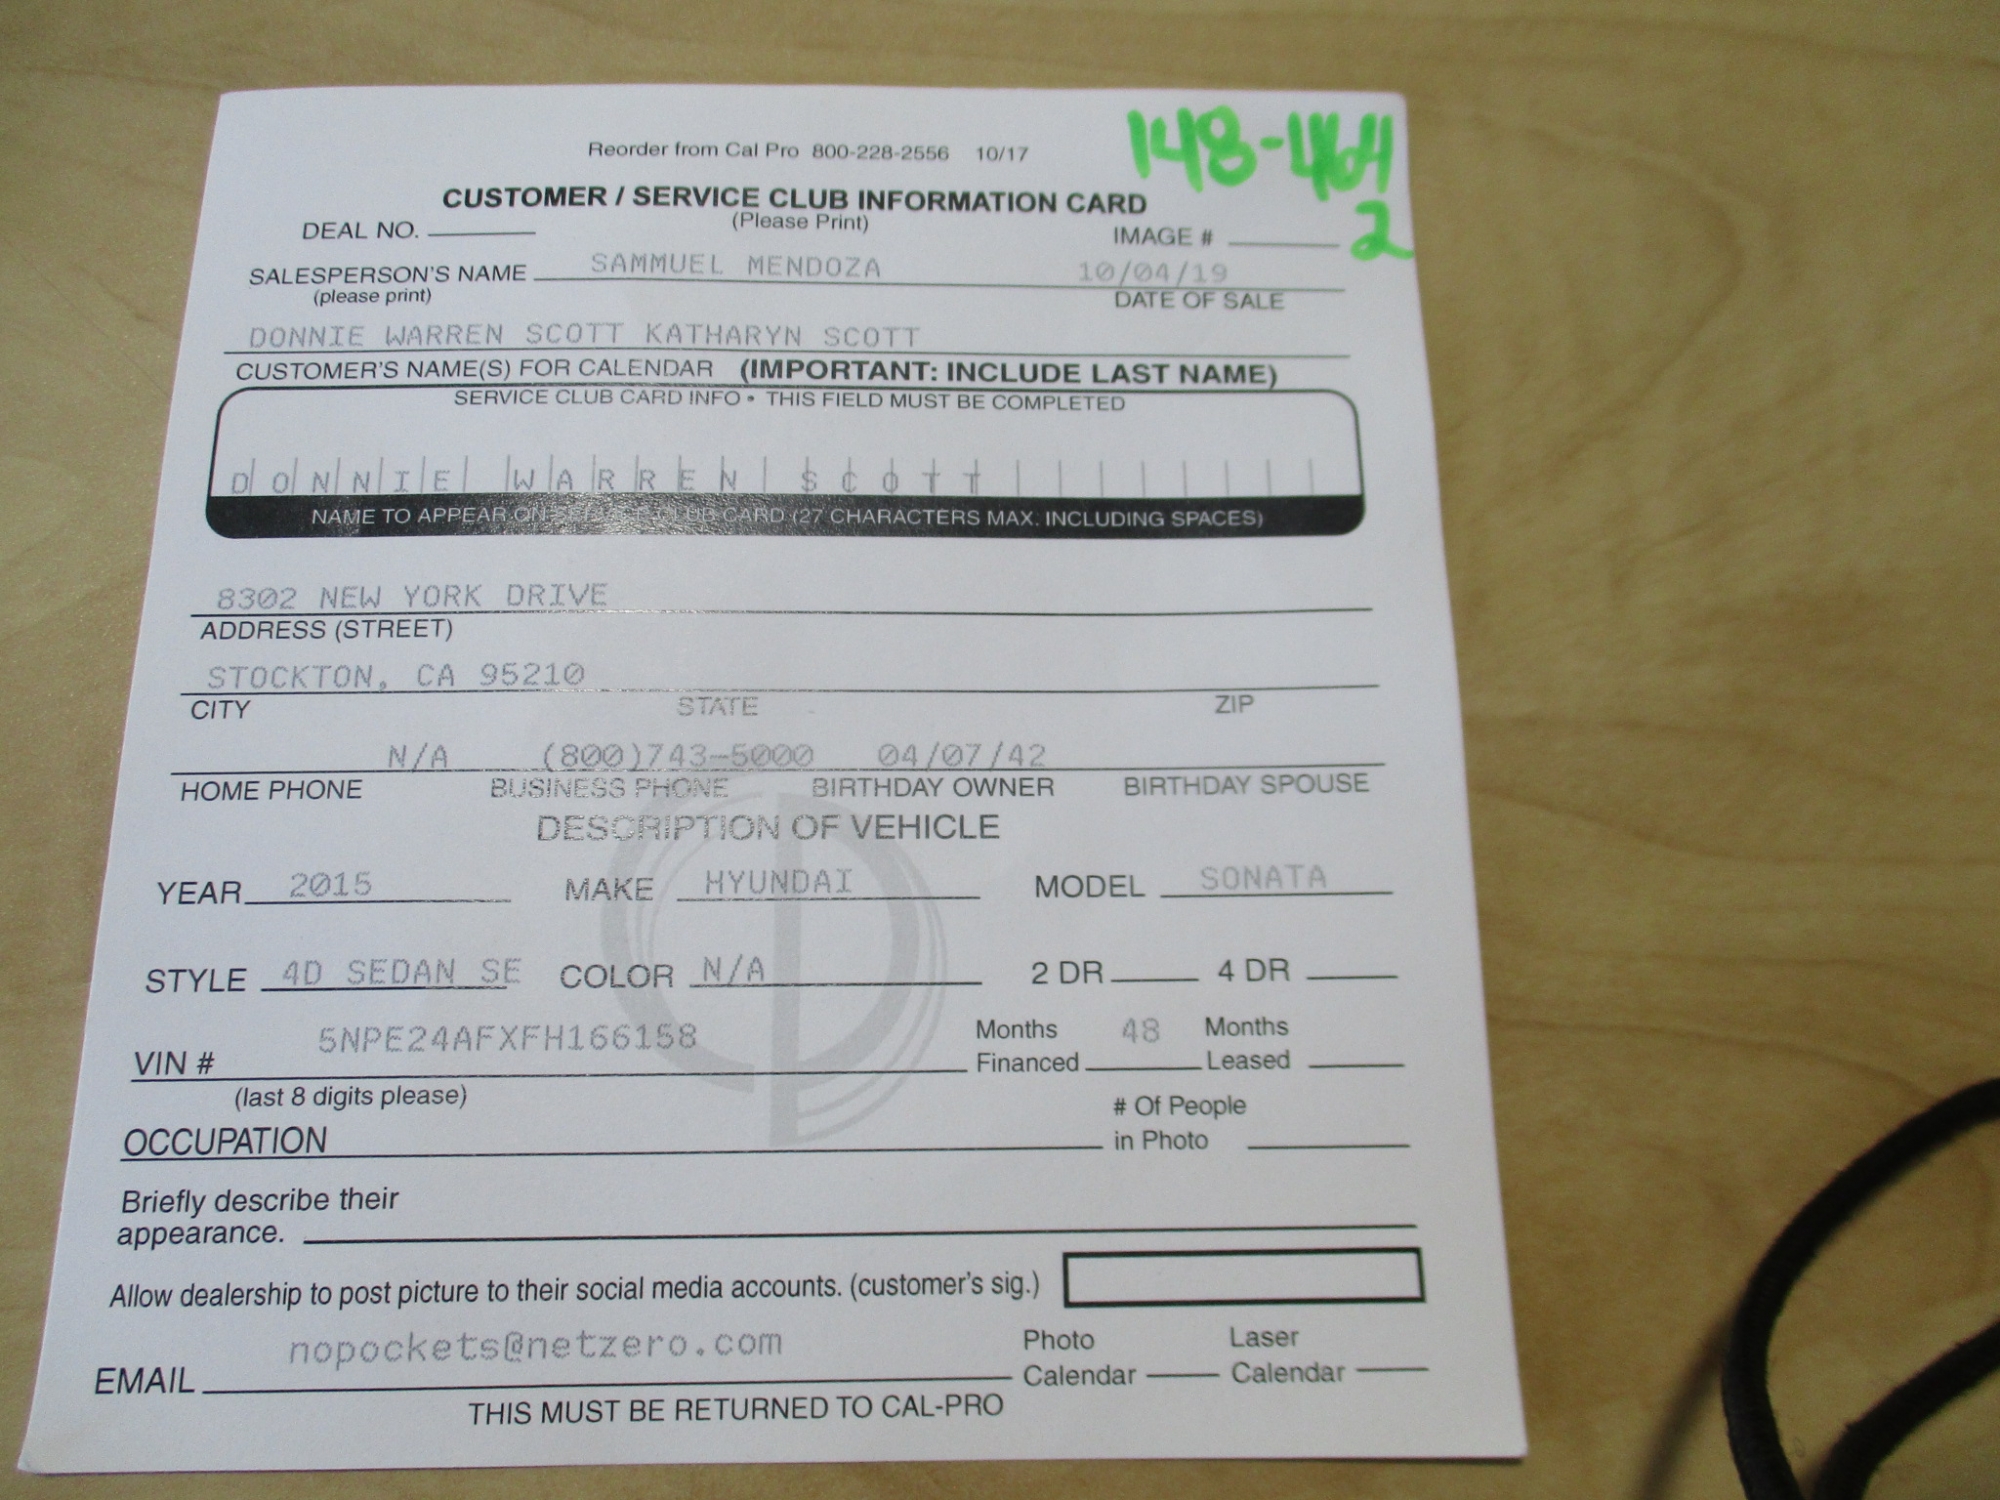 148-464
2
Reorder from Cal Pro 800-228-2556 10/17
CUSTOMER / SERVICE CLUB INFORMATION CARD
(Please Print)
DEAL NO. IMAGE #
SALESPERSON'S NAME SAMMUEL MENDOZA 10/04/19
(please print) DATE OF SALE
DONNIE WARREN SCOTT KATHARYN SCOTT
CUSTOMER'S NAME(S) FOR CALENDAR (IMPORTANT: INCLUDE LAST NAME)
SERVICE CLUB CARD INFO • THIS FIELD MUST BE COMPLETED
DONNIE WARREN SCOTT
NAME TO APPEAR ON SERVICE CLUB CARD (27 CHARACTERS MAX. INCLUDING SPACES)
8302 NEW YORK DRIVE
ADDRESS (STREET)
STOCKTON, CA 95210
CITY STATE ZIP
N/A (800)743-5000 04/07/42
HOME PHONE BUSINESS PHONE BIRTHDAY OWNER BIRTHDAY SPOUSE
DESCRIPTION OF VEHICLE
YEAR 2015 MAKE HYUNDAI MODEL SONATA
STYLE 4D SEDAN SE COLOR N/A 2 DR 4 DR
5NPE24AFXFH166158 Months 48 Months
VIN # Financed Leased
(last 8 digits please) # Of People
OCCUPATION in Photo
Briefly describe their
appearance.
Allow dealership to post picture to their social media accounts. (customer's sig.)
nopockets@netzero.com Photo Laser
EMAIL Calendar Calendar
THIS MUST BE RETURNED TO CAL-PRO